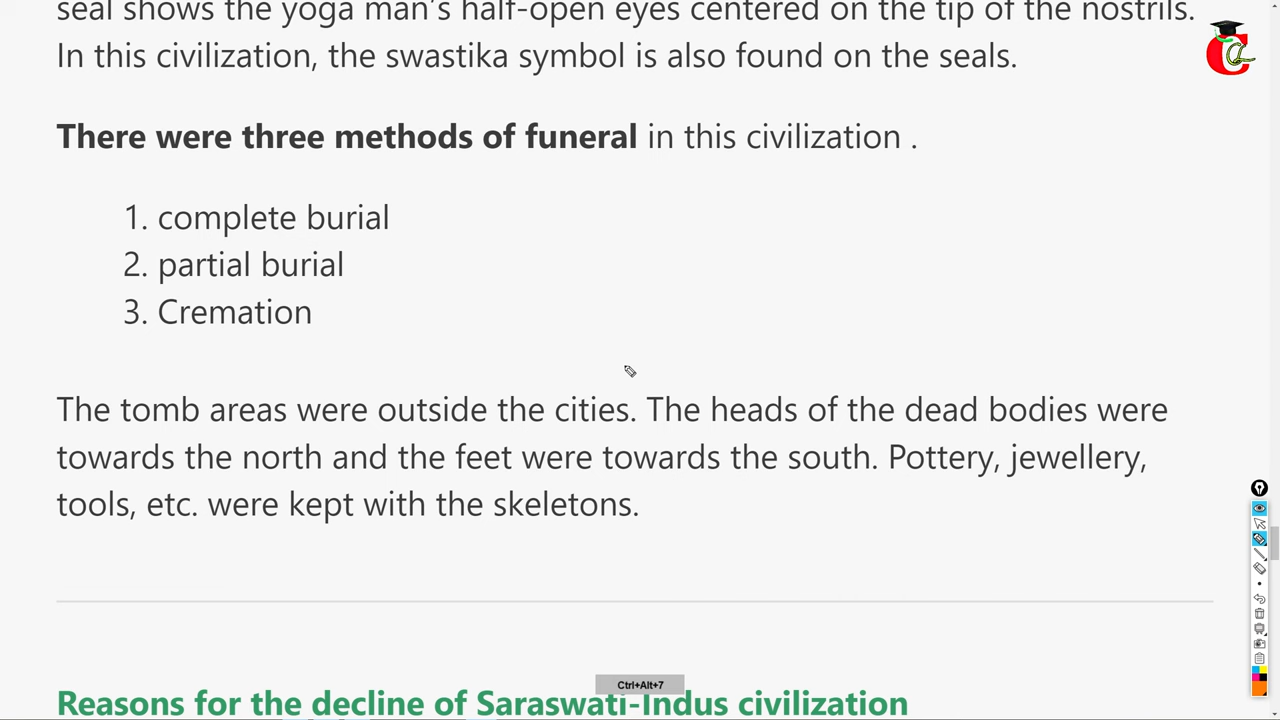 seal shows the yoga man's half-open eyes centered on the tip of the nostrils.
In this civilization, the swastika symbol is also found on the seals.
There were three methods of funeral in this civilization .
1. complete burial
2. partial burial
3. Cremation
The tomb areas were outside the cities. The heads of the dead bodies were
towards the north and the feet were towards the south. Pottery, jewellery,
tools, etc. were kept with the skeletons.
Ctrl+Alt+7
Reasons for the decline of Saraswati-Indus civilization